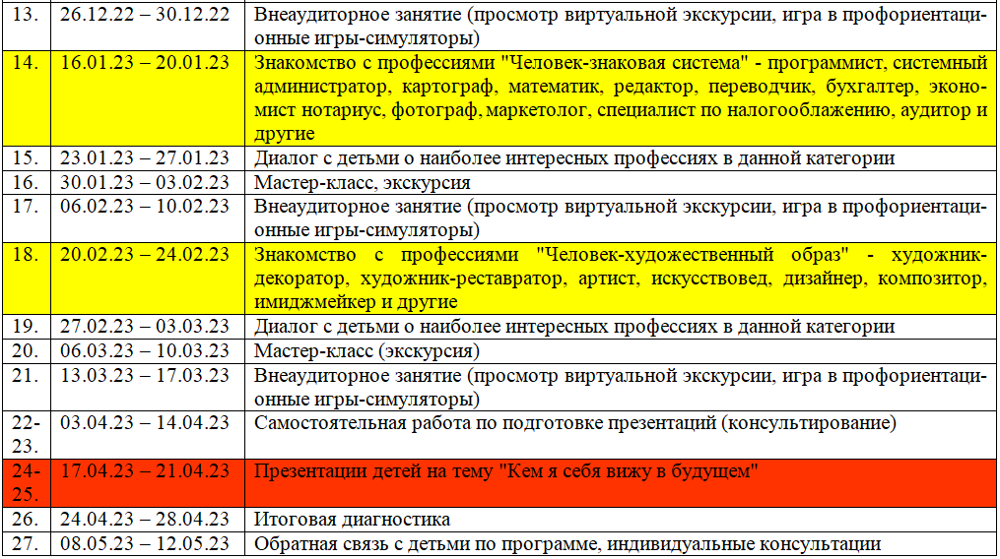 13. 26.12.22 – 30.12.22 Внеаудиторное занятие (просмотр виртуальной экскурсии, игра в профориентаци-
онные игры-симуляторы)
14. 16.01.23 – 20.01.23 Знакомство с профессиями "Человек-знаковая система" - программист, системный
администратор, картограф, математик, редактор, переводчик, бухгалтер, эконо-
мист нотариус, фотограф, маркетолог, специалист по налогооблажению, аудитор и
другие
15. 23.01.23 – 27.01.23 Диалог с детьми о наиболее интересных профессиях в данной категории
16. 30.01.23 – 03.02.23 Мастер-класс, экскурсия
17. 06.02.23 – 10.02.23 Внеаудиторное занятие (просмотр виртуальной экскурсии, игра в профориентаци-
онные игры-симуляторы)
18. 20.02.23 – 24.02.23 Знакомство с профессиями "Человек-художественный образ" - художник-
декоратор, художник-реставратор, артист, искусствовед, дизайнер, композитор,
имиджмейкер и другие
19. 27.02.23 – 03.03.23 Диалог с детьми о наиболее интересных профессиях в данной категории
20. 06.03.23 – 10.03.23 Мастер-класс (экскурсия)
21. 13.03.23 – 17.03.23 Внеаудиторное занятие (просмотр виртуальной экскурсии, игра в профориентаци-
онные игры-симуляторы)
22- 03.04.23 – 14.04.23 Самостоятельная работа по подготовке презентаций (консультирование)
23.
24- 17.04.23 – 21.04.23 Презентации детей на тему "Кем я себя вижу в будущем"
25.
26. 24.04.23 – 28.04.23 Итоговая диагностика
27. 08.05.23 – 12.05.23 Обратная связь с детьми по программе, индивидуальные консультации